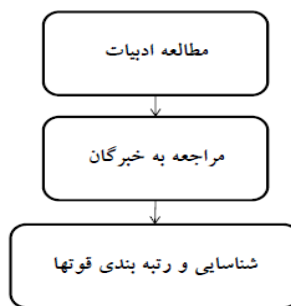 مطالعه ادبیات
مراجعه به خبرگان
شناسایی و رتبه بندی قوتها